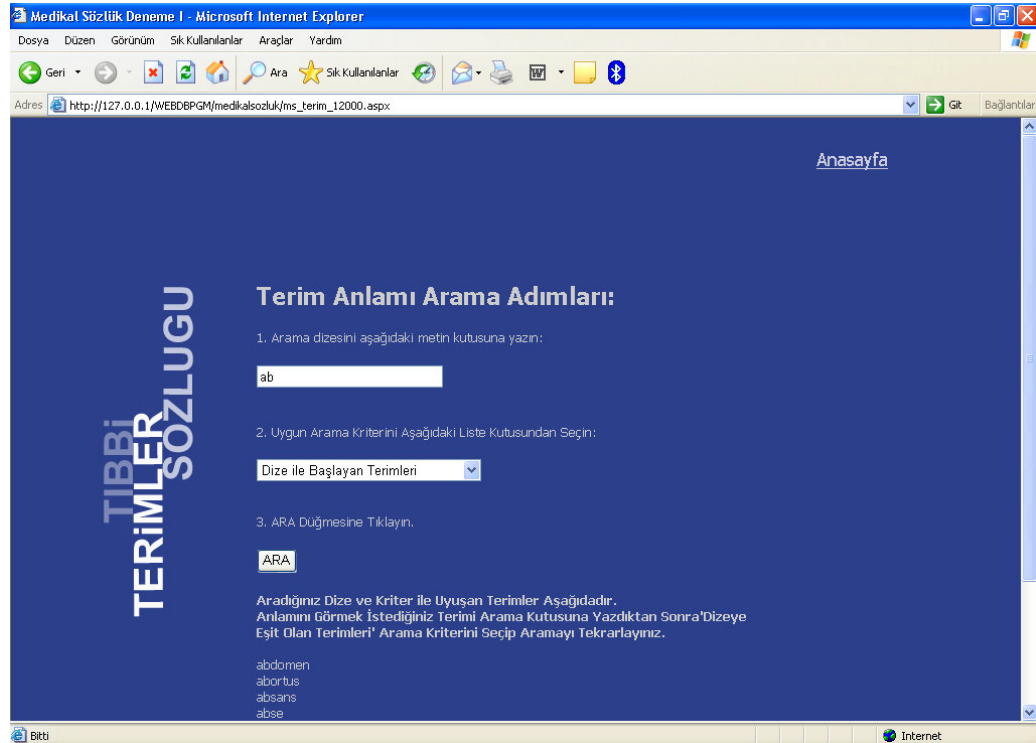 Medikal Sözlük Deneme I - Microsoft Internet Explorer
Dosya Düzen Görünüm Sık Kullanılanlar Araçlar Yardım
Geri Ara Sık Kullanılanlar W
Adres http://127.0.0.1/WEBDBPGM/medikalsozluk/ms_terim_12000.aspx Git Bağlantılar
Anasayfa
TIBBi
TERiMLER
SOZLUGU
Terim Anlamı Arama Adımları:
1. Arama dizesini aşağıdaki metin kutusuna yazın:
ab
2. Uygun Arama Kriterini Aşağıdaki Liste Kutusundan Seçin:
Dize ile Başlayan Terimleri
3. ARA Düğmesine Tıklayın.
ARA
Aradığınız Dize ve Kriter ile Uyuşan Terimler Aşağıdadır.
Anlamını Görmek İstediğiniz Terimi Arama Kutusuna Yazdıktan Sonra'Dizeye
Eşit Olan Terimleri' Arama Kriterini Seçip Aramayı Tekrarlayınız.
abdomen
abortus
absans
abse
Bitti Internet